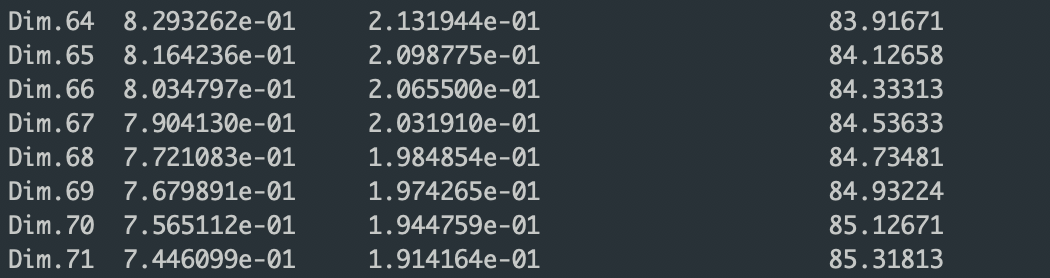 Dim.64 8.293262e-01 2.131944e-01 83.91671
Dim.65 8.164236e-01 2.098775e-01 84.12658
Dim.66 8.034797e-01 2.065500e-01 84.33313
Dim.67 7.904130e-01 2.031910e-01 84.53633
Dim.68 7.721083e-01 1.984854e-01 84.73481
Dim.69 7.679891e-01 1.974265e-01 84.93224
Dim.70 7.565112e-01 1.944759e-01 85.12671
Dim.71 7.446099e-01 1.914164e-01 85.31813